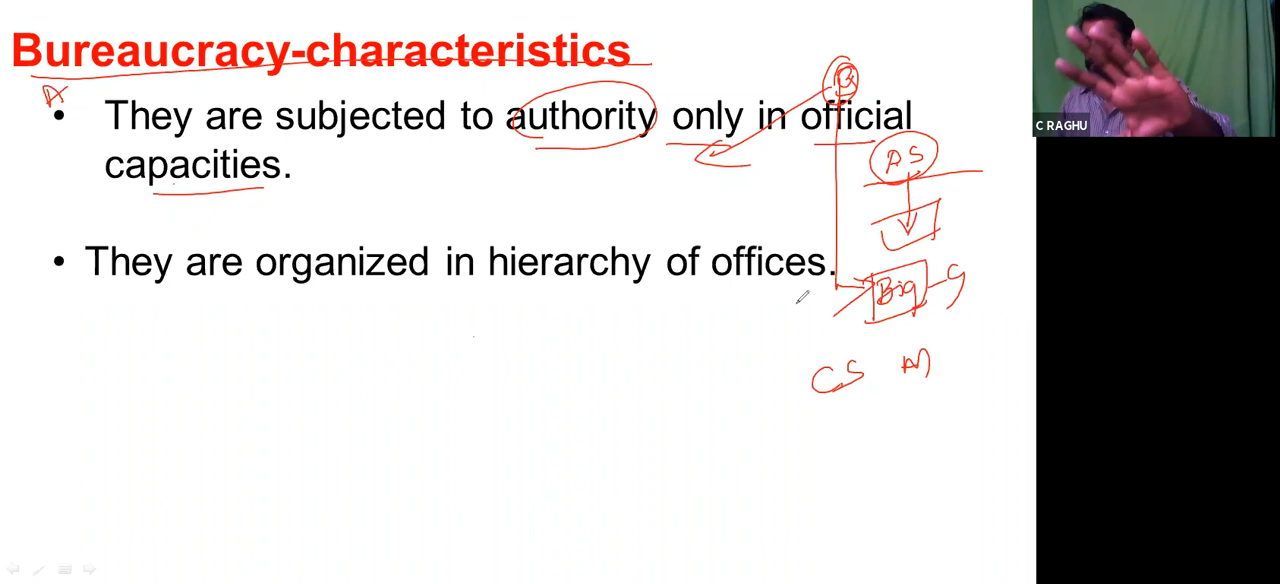 Bureaucracy-characteristics
• They are subjected to authority only in official
capacities.
• They are organized in hierarchy of offices.
AS
Big
CS
C RAGHU